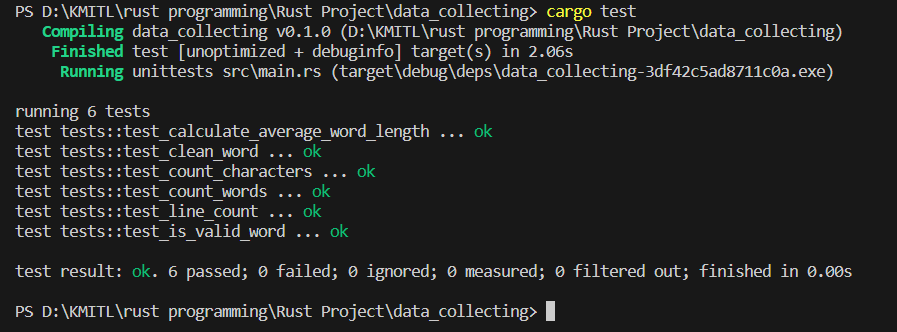 PS D:\KMITL\rust programming\Rust Project\data_collecting> cargo test
Compiling data_collecting v0.1.0 (D:\KMITL\rust programming\Rust Project\data_collecting)
Finished test [unoptimized + debuginfo] target(s) in 2.06s
Running unittests src\main.rs (target\debug\deps\data_collecting-3df42c5ad8711c0a.exe)
running 6 tests
test tests::test_calculate_average_word_length ... ok
test tests::test_clean_word ... ok
test tests::test_count_characters ... ok
test tests::test_count_words ... ok
test tests::test_line_count ... ok
test tests::test_is_valid_word ... ok
test result: ok. 6 passed; 0 failed; 0 ignored; 0 measured; 0 filtered out; finished in 0.00s
PS D:\KMITL\rust programming\Rust Project\data_collecting>